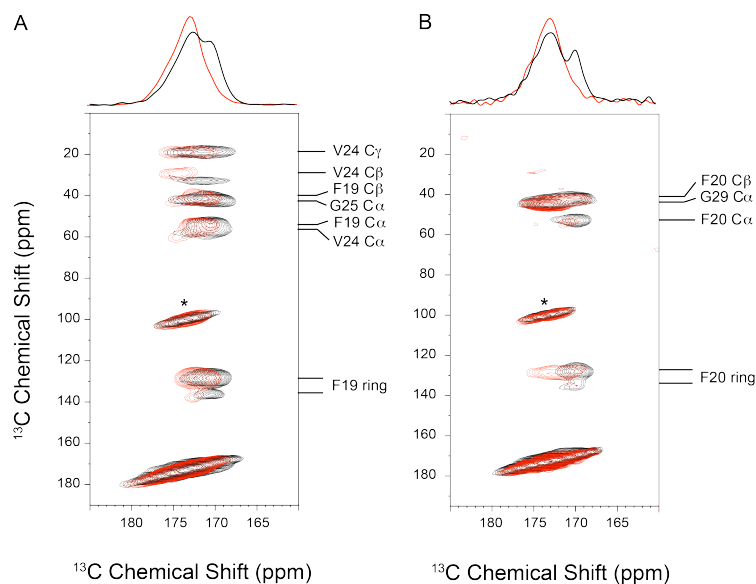 A
B
20
40
60
80
100
120
140
160
180
180
175
170
165
13C Chemical Shift (ppm)
13C Chemical Shift (ppm)
*
V24 Cγ
V24 Cβ
F19 Cβ
G25 Cα
F19 Cα
V24 Cα
F19 ring
20
40
60
80
100
120
140
160
180
180
175
170
165
13C Chemical Shift (ppm)
*
F20 Cβ
G29 Cα
F20 Cα
F20 ring